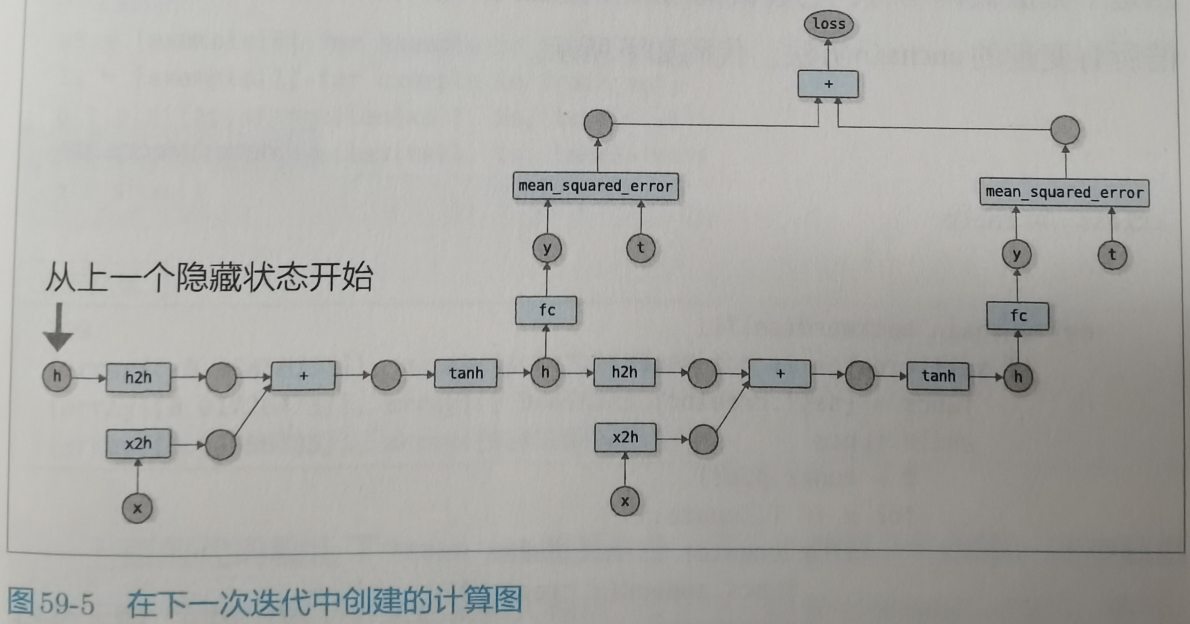 loss
+
mean_squared_error
mean_squared_error
y
t
y
t
从上一个隐藏状态开始
fc
fc
h
h2h
+
tanh
h
h2h
+
tanh
h
x2h
x2h
x
x
图59-5 在下一次迭代中创建的计算图